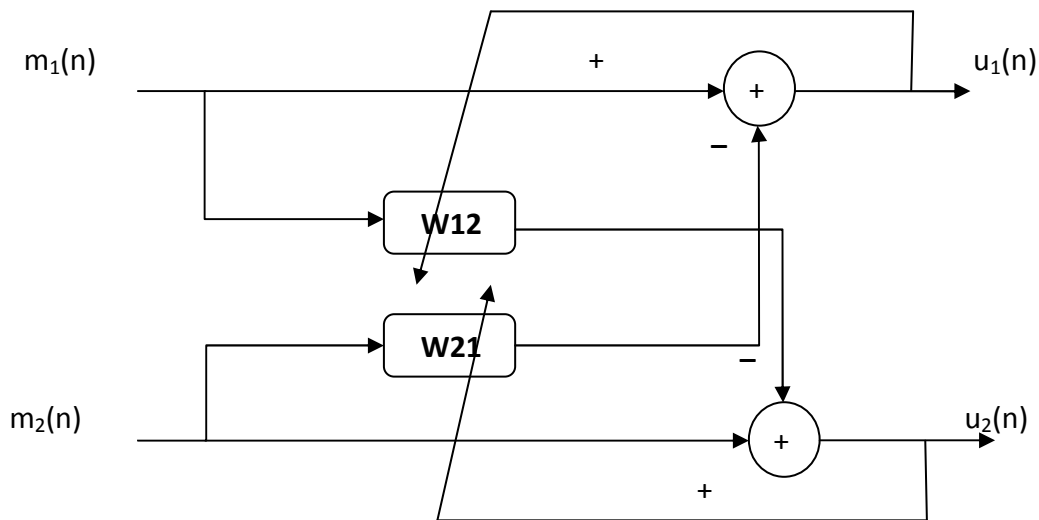 m₁(n)
+
u₁(n)
+
–
W12
W21
–
m₂(n)
u₂(n)
+
+